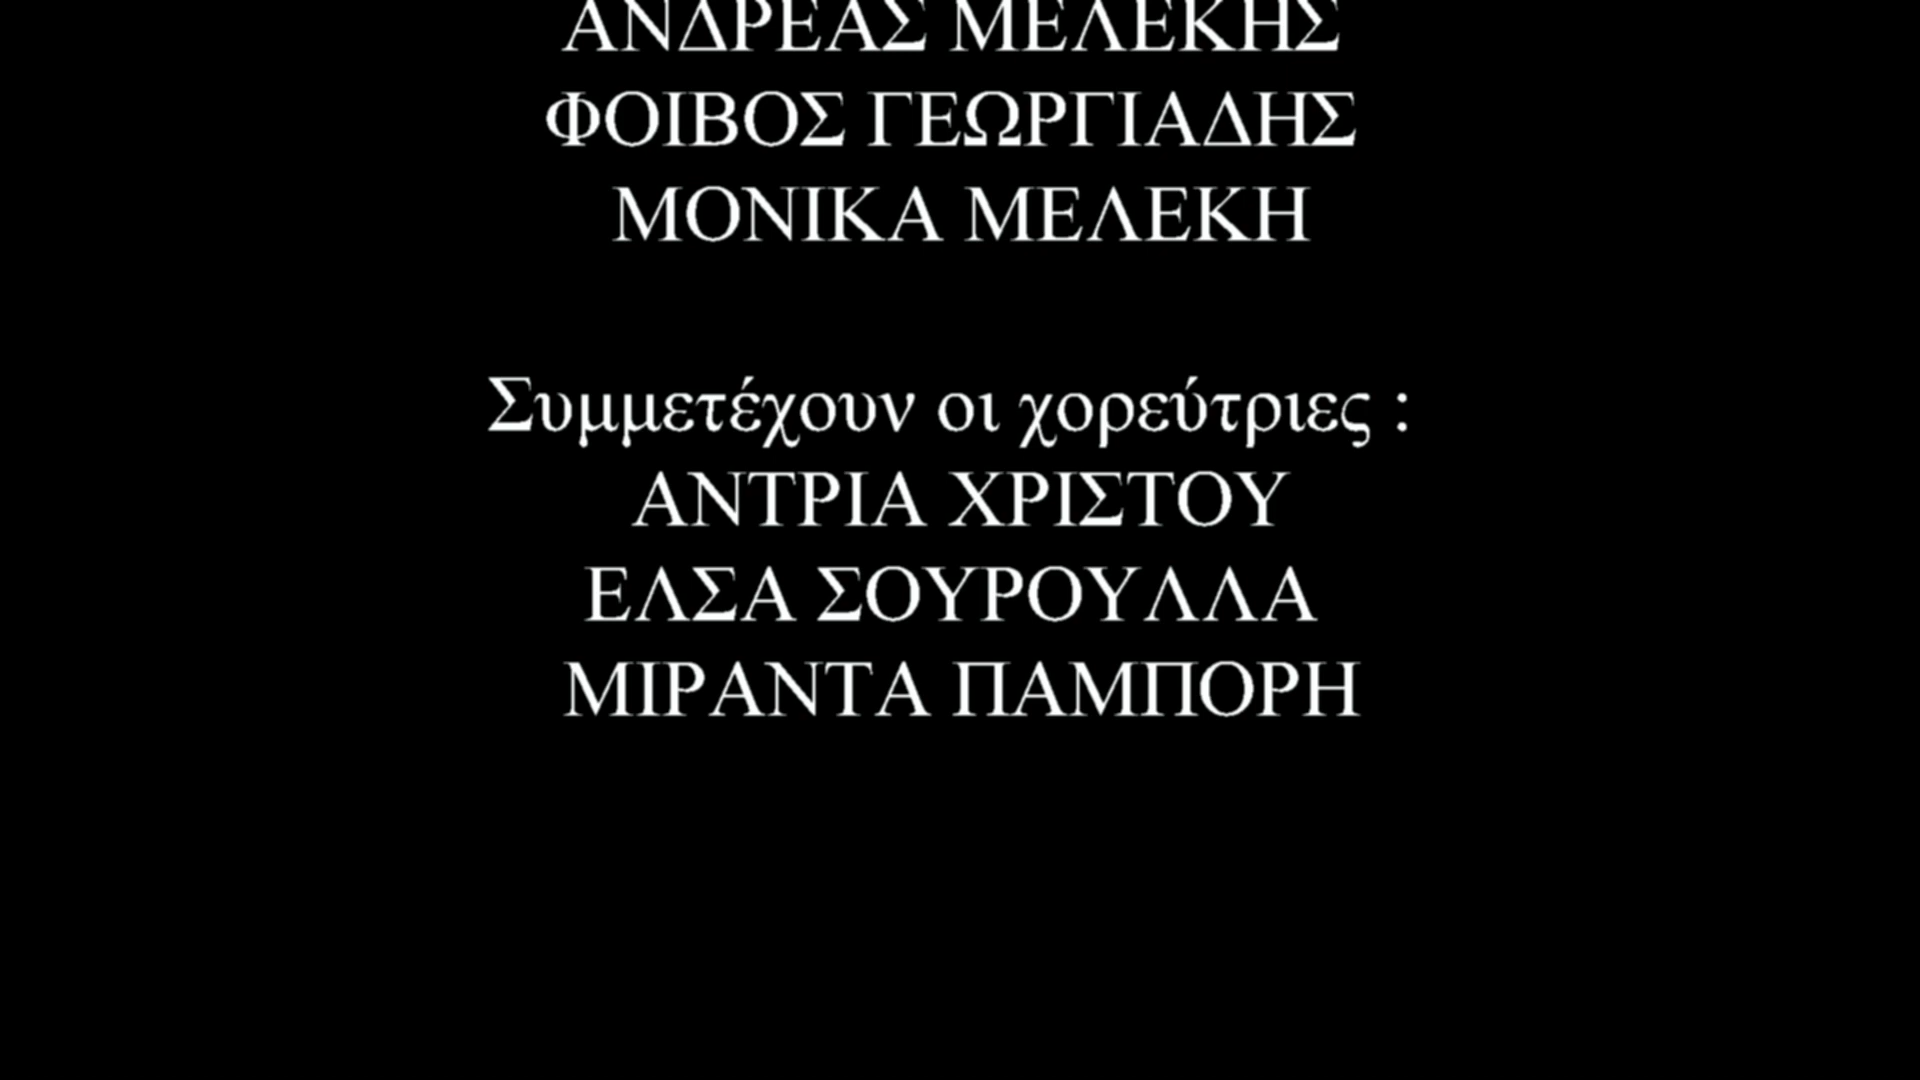 ΑΝΔΡΕΑΣ ΜΕΛΕΚΗΣ
ΦΟΙΒΟΣ ΓΕΩΡΓΙΑΔΗΣ
ΜΟΝΙΚΑ ΜΕΛΕΚΗ
Συμμετέχουν οι χορεύτριες :
ΑΝΤΡΙΑ ΧΡΙΣΤΟΥ
ΕΛΣΑ ΣΟΥΡΟΥΛΛΑ
ΜΙΡΑΝΤΑ ΠΑΜΠΟΡΗ